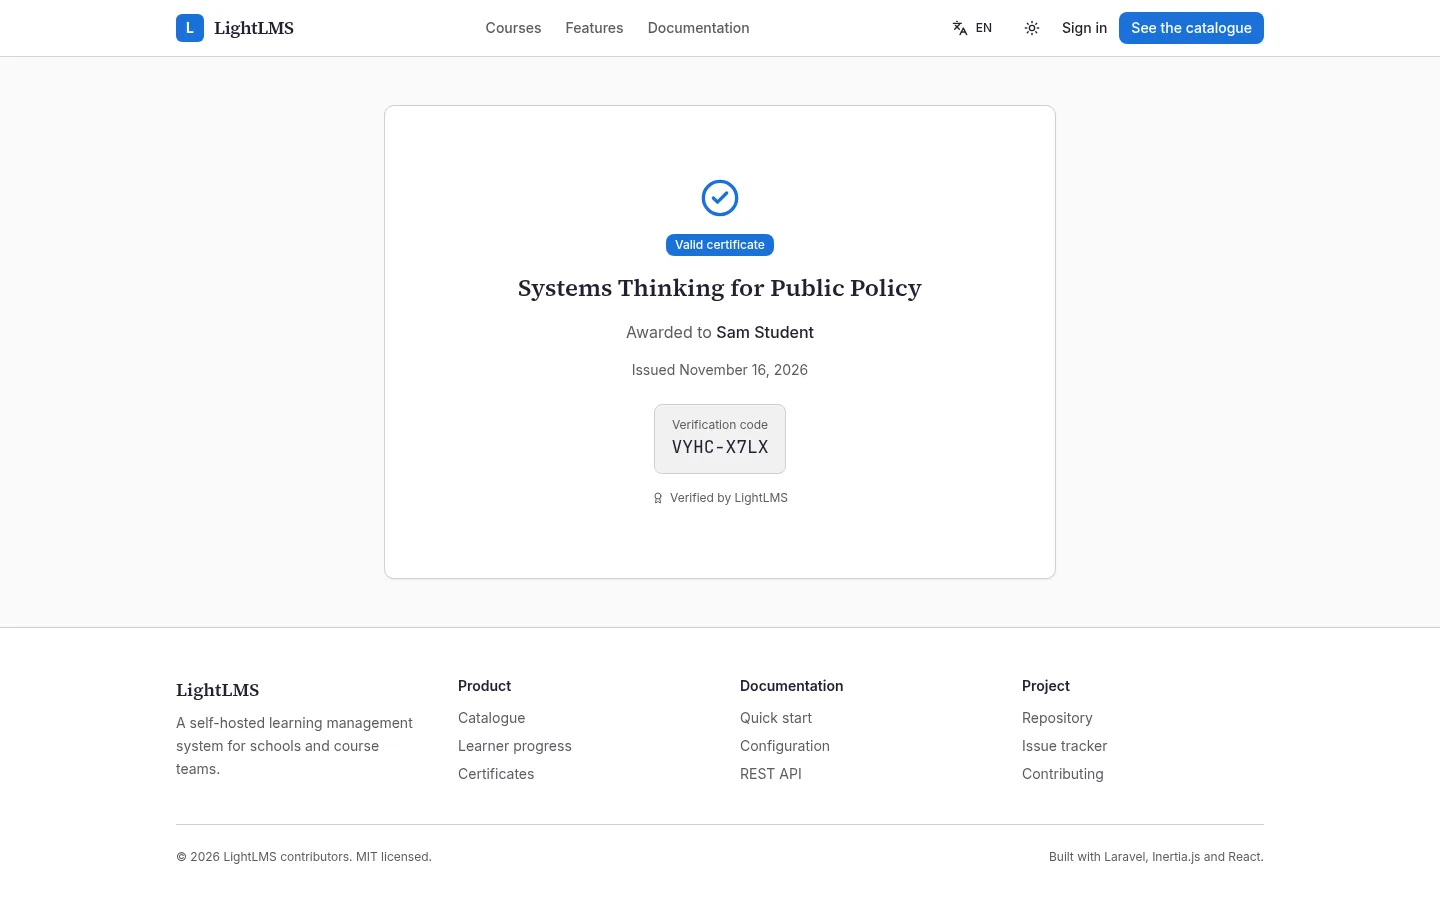 L LightLMS
Courses Features Documentation
EN
Sign in
See the catalogue
Valid certificate
Systems Thinking for Public Policy
Awarded to Sam Student
Issued November 16, 2026
Verification code
VYHC-X7LX
Verified by LightLMS
LightLMS
A self-hosted learning management
system for schools and course
teams.
Product
Catalogue
Learner progress
Certificates
Documentation
Quick start
Configuration
REST API
Project
Repository
Issue tracker
Contributing
© 2026 LightLMS contributors. MIT licensed.
Built with Laravel, Inertia.js and React.